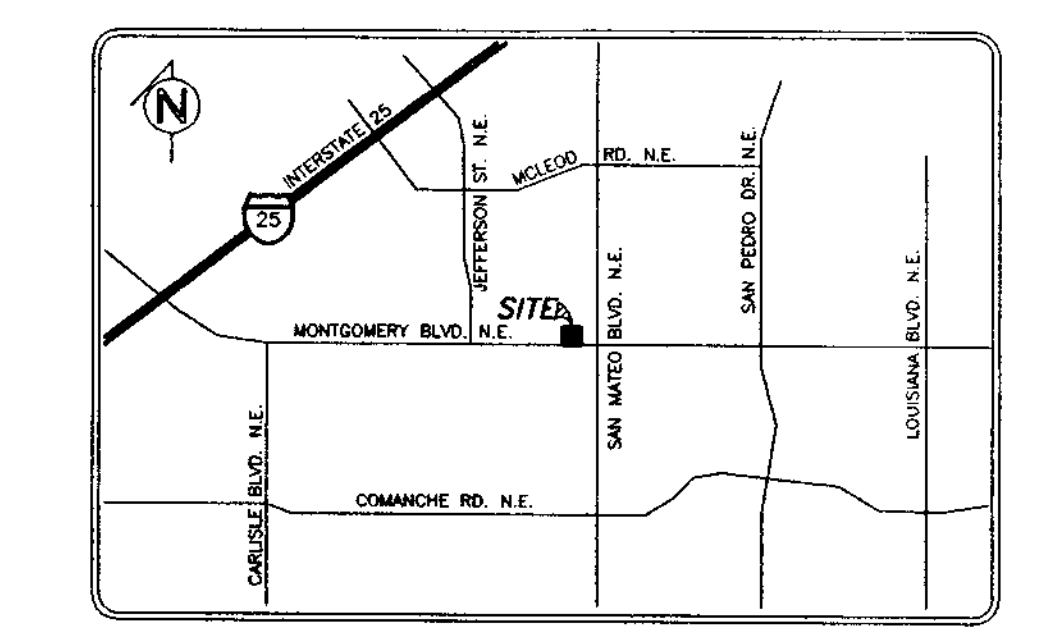 N
INTERSTATE 25
25
JEFFERSON ST. N.E.
MCLEOD RD. N.E.
SAN PEDRO DR. N.E.
SITE
MONTGOMERY BLVD. N.E.
SAN MATEO BLVD. N.E.
LOUISIANA BLVD. N.E.
CARLISLE BLVD. N.E.
COMANCHE RD. N.E.